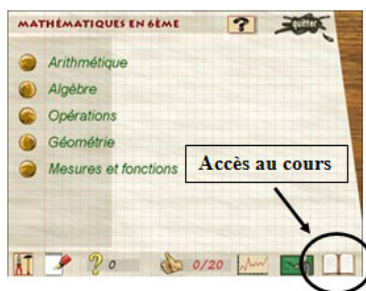 MATHÉMATIQUES EN 6ÈME
?
quitter
Arithmétique
Algèbre
Opérations
Géométrie
Mesures et fonctions
Accès au cours
? 0
0/20